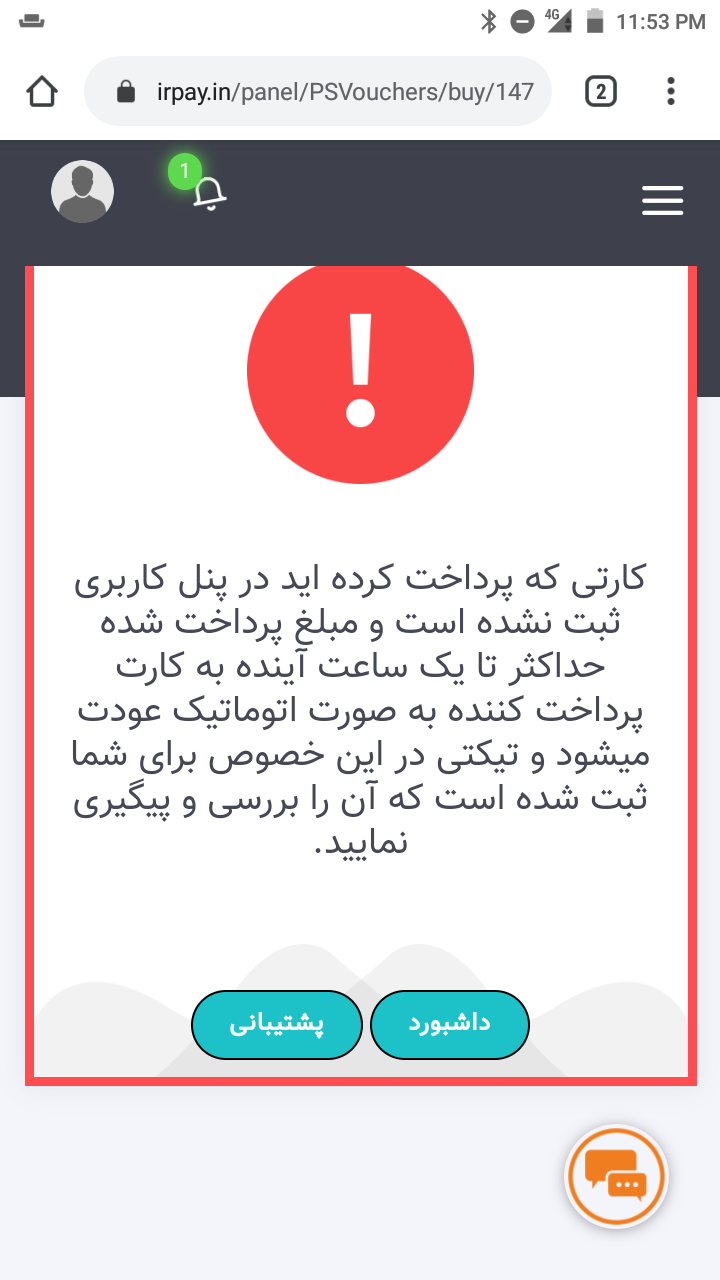 4G 11:53 PM
irpay.in/panel/PSVouchers/buy/147
2
1
!
کارتی که پرداخت کرده اید در پنل کاربری
ثبت نشده است و مبلغ پرداخت شده
حداکثر تا یک ساعت آینده به کارت
پرداخت کننده به صورت اتوماتیک عودت
میشود و تیکتی در این خصوص برای شما
ثبت شده است که آن را بررسی و پیگیری
نمایید.
داشبورد
پشتیبانی